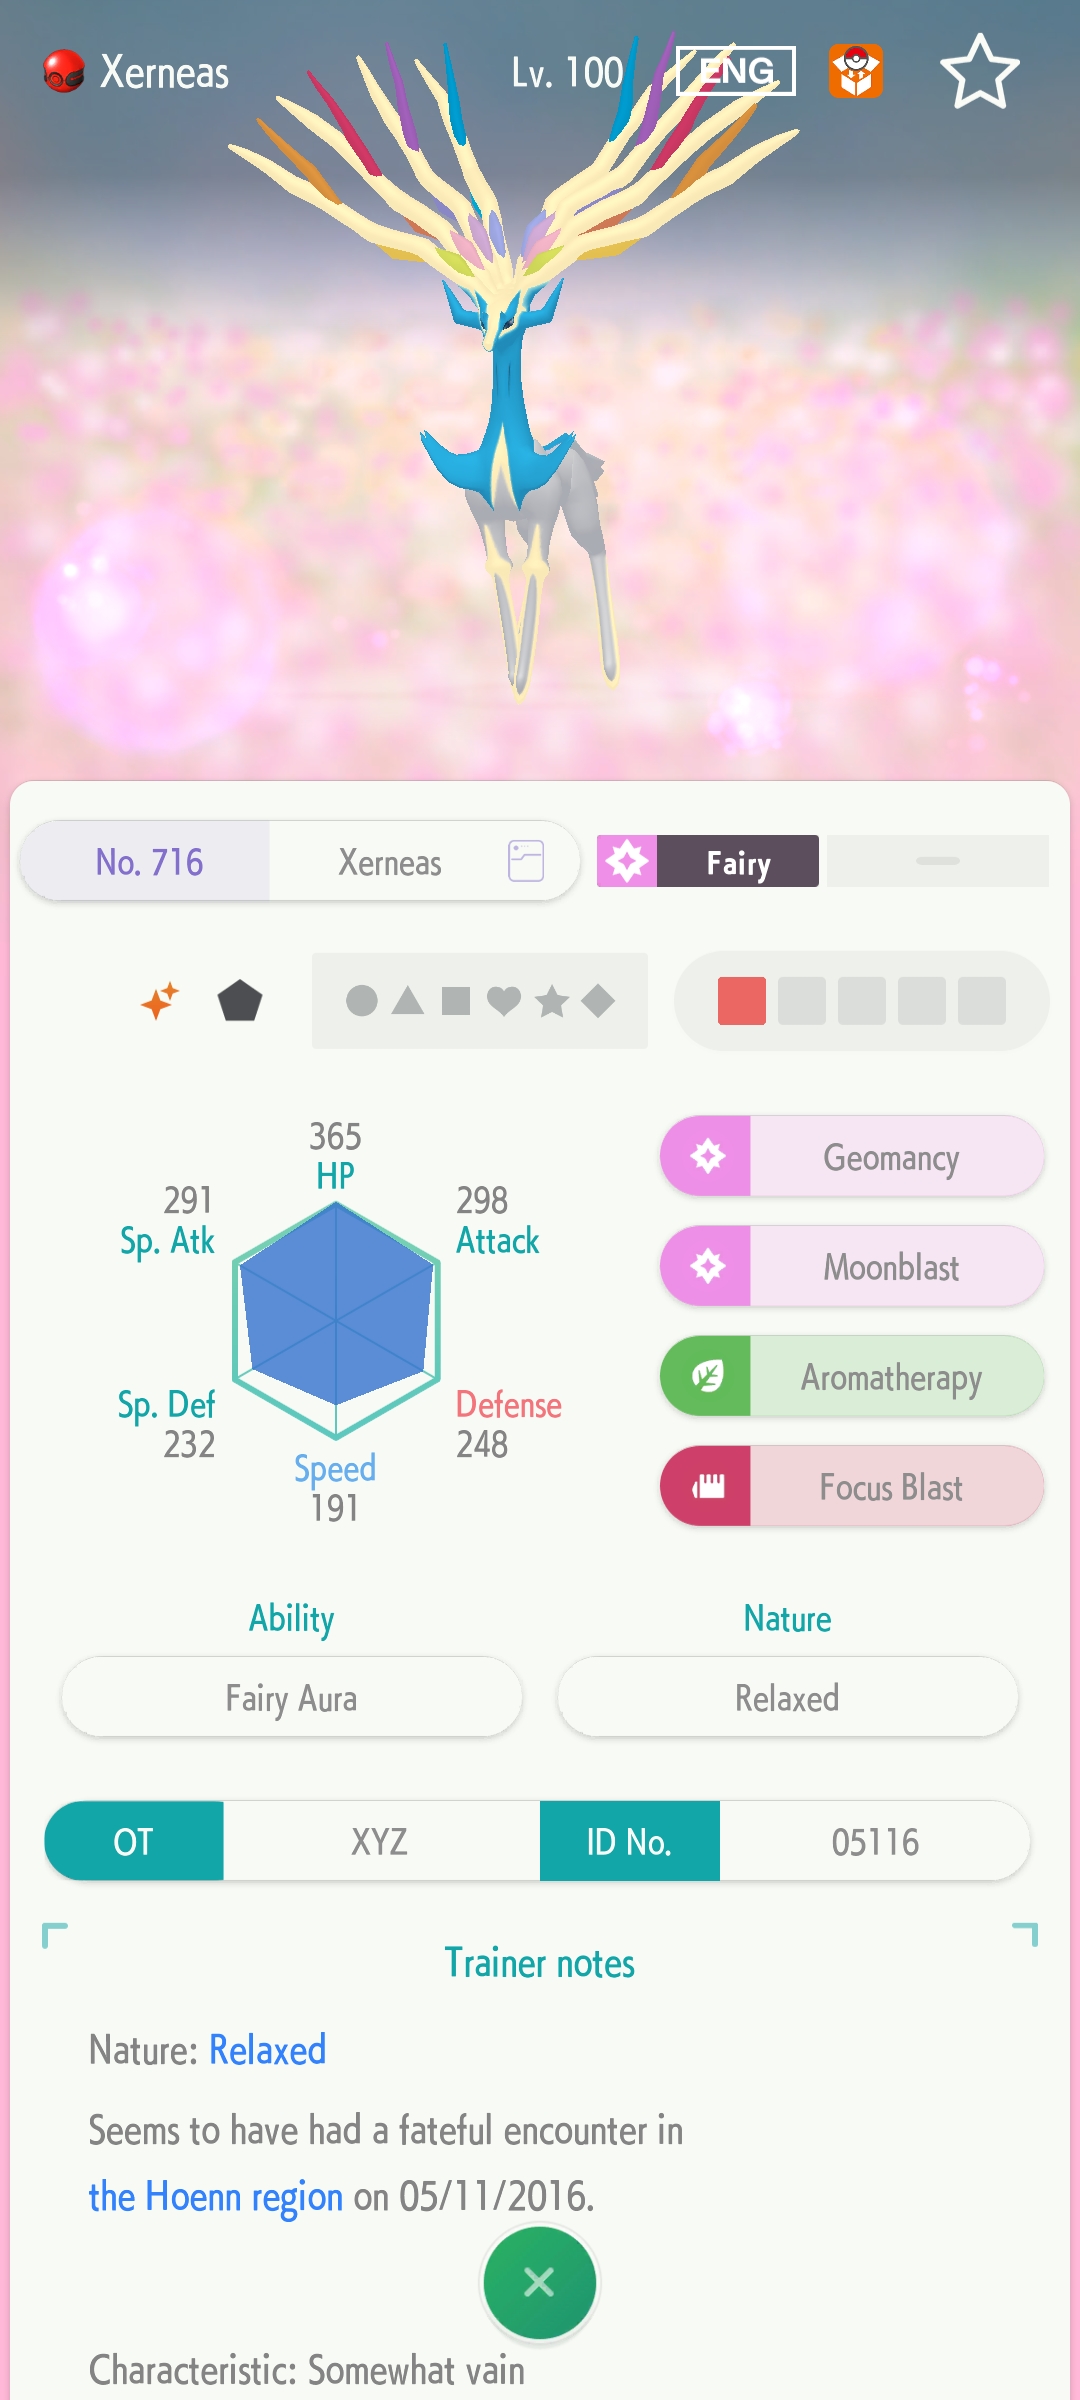 Xerneas Lv. 100 ENG
No. 716 Xerneas Fairy
365
HP
291
Sp. Atk
298
Attack
Sp. Def
232
Defense
248
Speed
191
Geomancy
Moonblast
Aromatherapy
Focus Blast
Ability
Fairy Aura
Nature
Relaxed
OT XYZ ID No. 05116
Trainer notes
Nature: Relaxed
Seems to have had a fateful encounter in
the Hoenn region on 05/11/2016.
Characteristic: Somewhat vain